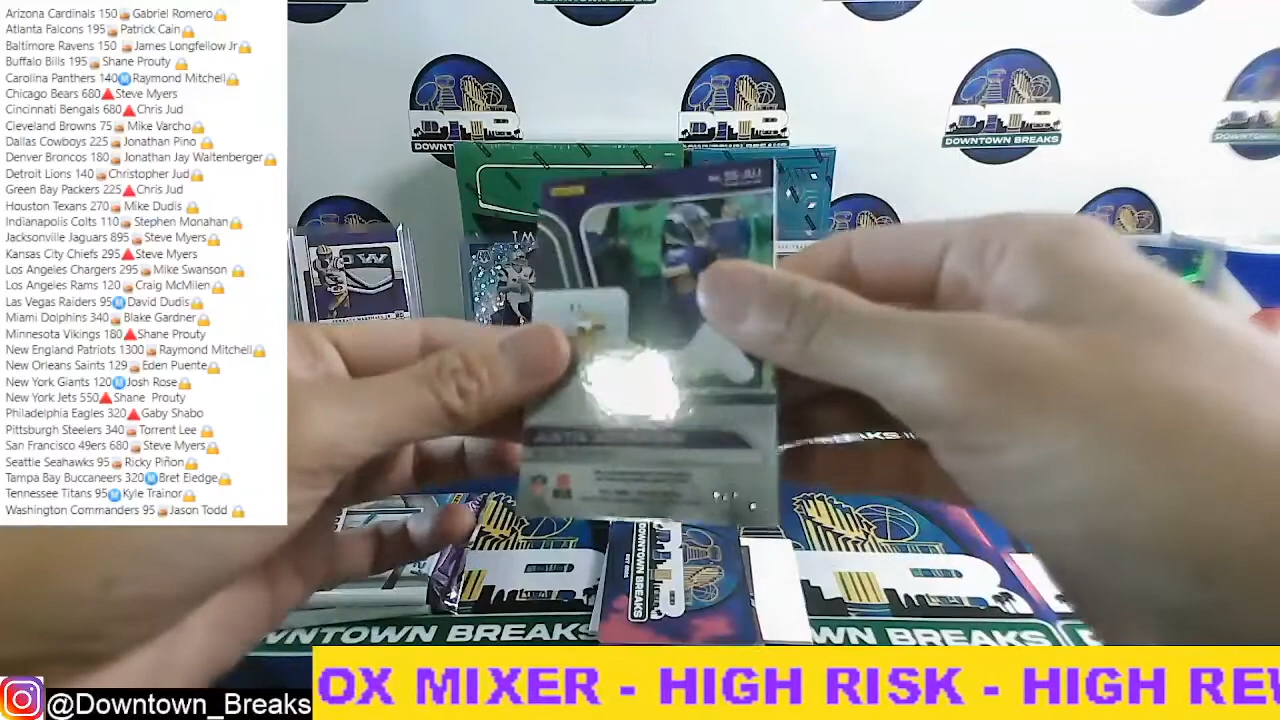 Arizona Cardinals 150 Gabriel Romero
Atlanta Falcons 195 Patrick Cain
Baltimore Ravens 150 James Longfellow Jr
Buffalo Bills 195 Shane Prouty
Carolina Panthers 140 Raymond Mitchell
Chicago Bears 680 Steve Myers
Cincinnati Bengals 680 Chris Jud
Cleveland Browns 75 Mike Varcho
Dallas Cowboys 225 Jonathan Pino
Denver Broncos 180 Jonathan Jay Waltenberger
Detroit Lions 140 Christopher Jud
Green Bay Packers 225 Chris Jud
Houston Texans 270 Mike Dudis
Indianapolis Colts 110 Stephen Monahan
Jacksonville Jaguars 895 Steve Myers
Kansas City Chiefs 295 Steve Myers
Los Angeles Chargers 295 Mike Swanson
Los Angeles Rams 120 Craig McMilen
Las Vegas Raiders 95 M David Dudis
Miami Dolphins 340 Blake Gardner
Minnesota Vikings 180 Shane Prouty
New England Patriots 1300 Raymond Mitchell
New Orleans Saints 129 Eden Puente
New York Giants 120 M Josh Rose
New York Jets 550 Shane Prouty
Philadelphia Eagles 320 Gaby Shabo
Pittsburgh Steelers 340 Torrent Lee
San Francisco 49ers 680 Steve Myers
Seattle Seahawks 95 Ricky Piñon
Tampa Bay Buccaneers 320 M Bret Eledge
Tennessee Titans 95 M Kyle Trainor
Washington Commanders 95 Jason Todd
DOWNTOWN
DOWNTOWN BREAKS
DOWNTOWN BREAKS
WNTOWN BREAKS
WN BREAKS
DOWNTOWN BREAKS
OX MIXER - HIGH RISK - HIGH REW
@Downtown_Breaks